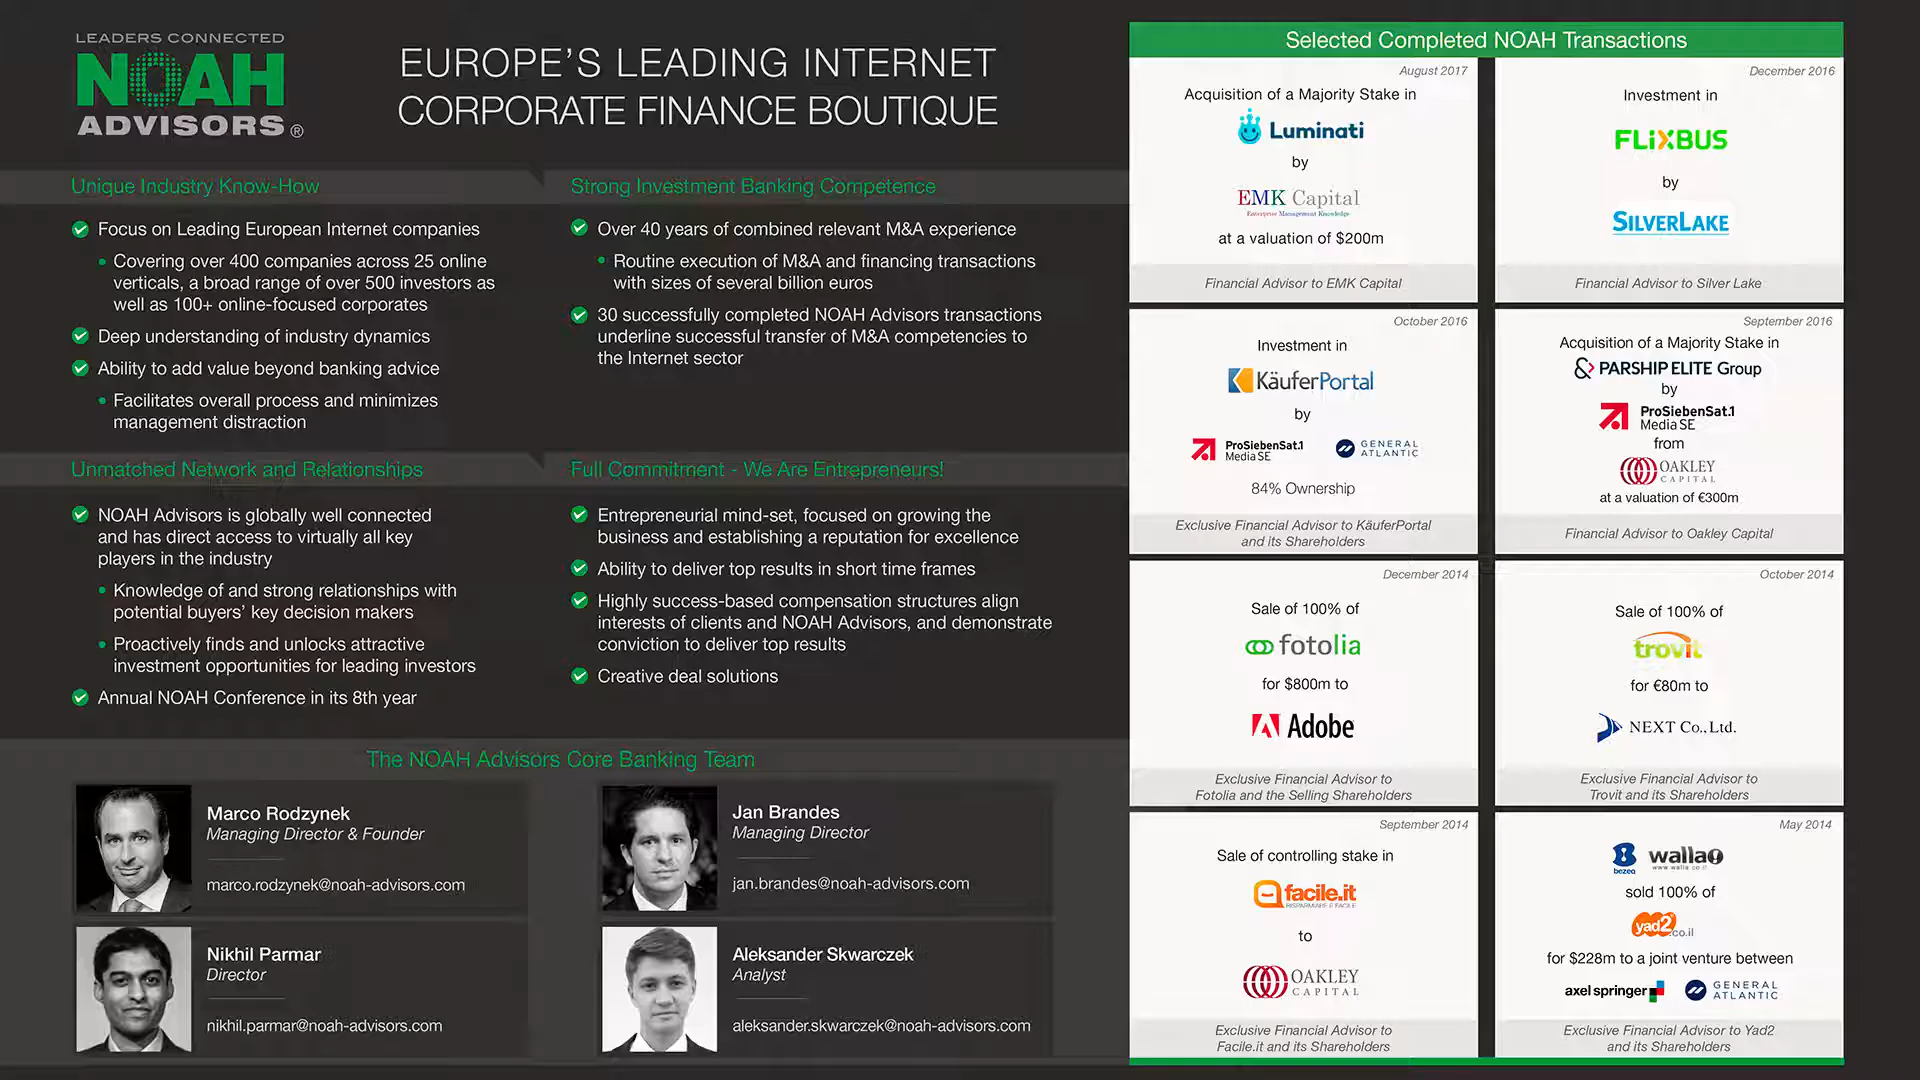 LEADERS CONNECTED
NOAH
ADVISORS®
EUROPE'S LEADING INTERNET
CORPORATE FINANCE BOUTIQUE
Unique Industry Know-How
Focus on Leading European Internet companies
Covering over 400 companies across 25 online
verticals, a broad range of over 500 investors as
well as 100+ online-focused corporates
Deep understanding of industry dynamics
Ability to add value beyond banking advice
Facilitates overall process and minimizes
management distraction
Strong Investment Banking Competence
Over 40 years of combined relevant M&A experience
Routine execution of M&A and financing transactions
with sizes of several billion euros
30 successfully completed NOAH Advisors transactions
underline successful transfer of M&A competencies to
the Internet sector
Unmatched Network and Relationships
NOAH Advisors is globally well connected
and has direct access to virtually all key
players in the industry
Knowledge of and strong relationships with
potential buyers' key decision makers
Proactively finds and unlocks attractive
investment opportunities for leading investors
Annual NOAH Conference in its 8th year
Full Commitment - We Are Entrepreneurs!
Entrepreneurial mind-set, focused on growing the
business and establishing a reputation for excellence
Ability to deliver top results in short time frames
Highly success-based compensation structures align
interests of clients and NOAH Advisors, and demonstrate
conviction to deliver top results
Creative deal solutions
The NOAH Advisors Core Banking Team
Marco Rodzynek
Managing Director & Founder
marco.rodzynek@noah-advisors.com
Jan Brandes
Managing Director
jan.brandes@noah-advisors.com
Nikhil Parmar
Director
nikhil.parmar@noah-advisors.com
Aleksander Skwarczek
Analyst
aleksander.skwarczek@noah-advisors.com
Selected Completed NOAH Transactions
August 2017
Acquisition of a Majority Stake in
Luminati
by
EMK Capital
Enterprise Management Knowledge
at a valuation of $200m
Financial Advisor to EMK Capital
December 2016
Investment in
FLiXBUS
by
SILVERLAKE
Financial Advisor to Silver Lake
October 2016
Investment in
KäuferPortal
by
ProSiebenSat.1
Media SE
GENERAL
ATLANTIC
84% Ownership
Exclusive Financial Advisor to KäuferPortal
and its Shareholders
September 2016
Acquisition of a Majority Stake in
PARSHIP ELITE Group
by
ProSiebenSat.1
Media SE
from
OAKLEY
CAPITAL
at a valuation of €300m
Financial Advisor to Oakley Capital
December 2014
Sale of 100% of
fotolia
for $800m to
Adobe
Exclusive Financial Advisor to
Fotolia and the Selling Shareholders
October 2014
Sale of 100% of
trovit
for €80m to
NEXT Co., Ltd.
Exclusive Financial Advisor to
Trovit and its Shareholders
September 2014
Sale of controlling stake in
facile.it
RISPARMIARE È FACILE
to
OAKLEY
CAPITAL
Exclusive Financial Advisor to
Facile.it and its Shareholders
May 2014
bezeq
walla!
www.walla.co.il
sold 100% of
yad2.co.il
for $228m to a joint venture between
axel springer
GENERAL
ATLANTIC
Exclusive Financial Advisor to Yad2
and its Shareholders